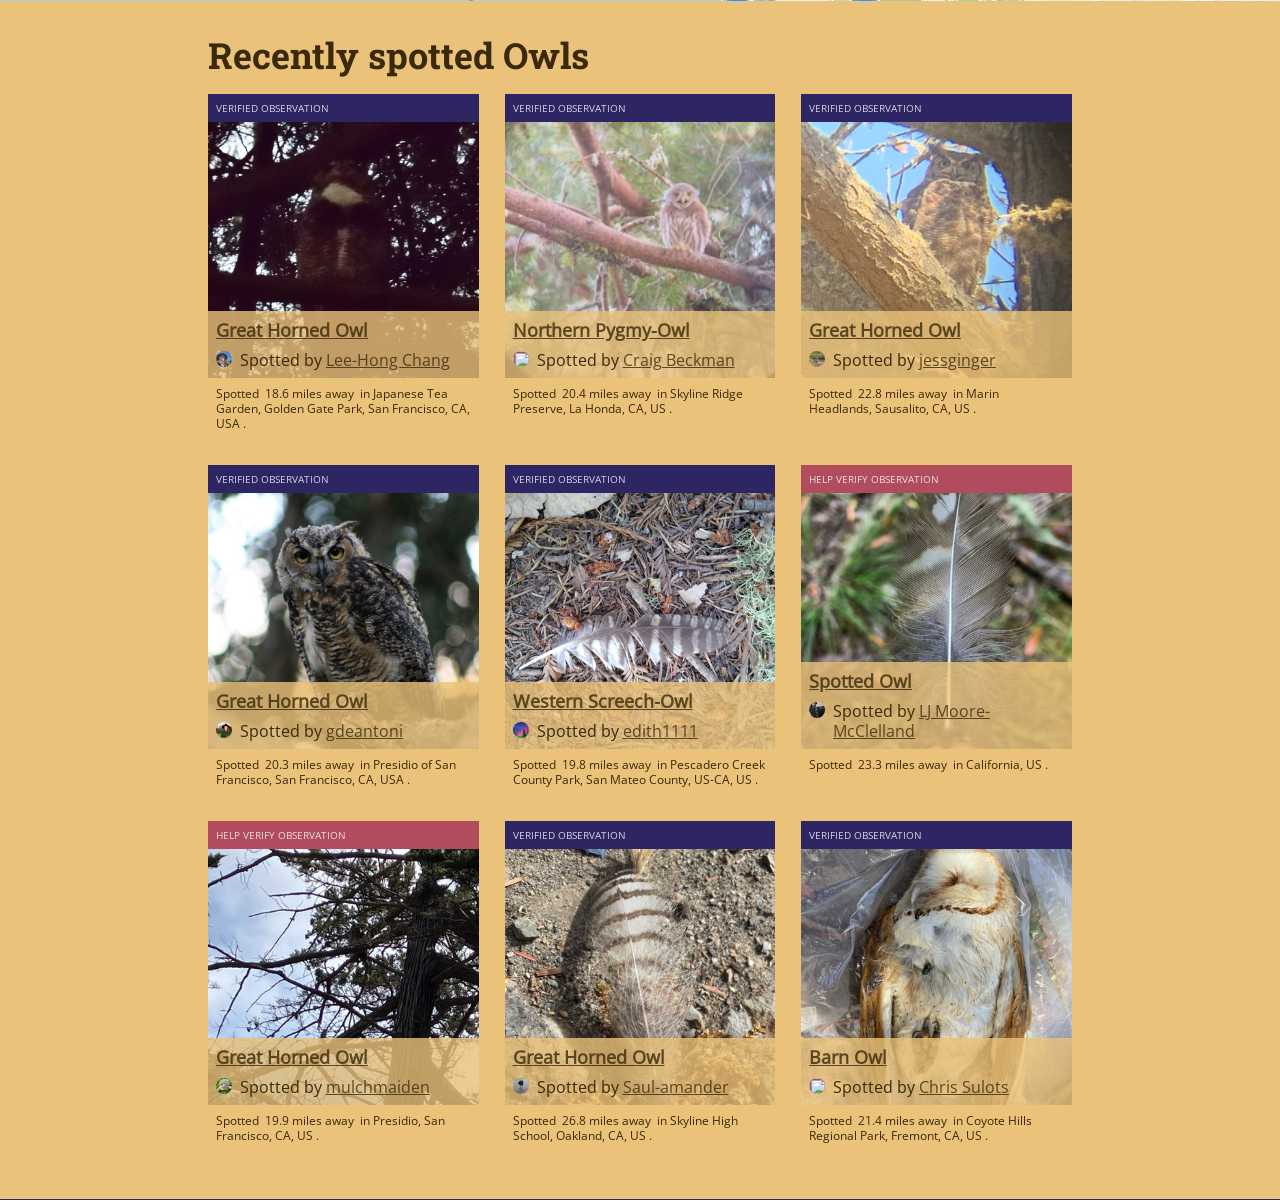 Recently spotted Owls
VERIFIED OBSERVATION
Great Horned Owl
Spotted by Lee-Hong Chang
Spotted 18.6 miles away in Japanese Tea
Garden, Golden Gate Park, San Francisco, CA,
USA .
VERIFIED OBSERVATION
Northern Pygmy-Owl
Spotted by Craig Beckman
Spotted 20.4 miles away in Skyline Ridge
Preserve, La Honda, CA, US .
VERIFIED OBSERVATION
Great Horned Owl
Spotted by jessginger
Spotted 22.8 miles away in Marin
Headlands, Sausalito, CA, US .
VERIFIED OBSERVATION
Great Horned Owl
Spotted by gdeantoni
Spotted 20.3 miles away in Presidio of San
Francisco, San Francisco, CA, USA .
VERIFIED OBSERVATION
Western Screech-Owl
Spotted by edith1111
Spotted 19.8 miles away in Pescadero Creek
County Park, San Mateo County, US-CA, US .
HELP VERIFY OBSERVATION
Spotted Owl
Spotted by LJ Moore-
McClelland
Spotted 23.3 miles away in California, US .
HELP VERIFY OBSERVATION
Great Horned Owl
Spotted by mulchmaiden
Spotted 19.9 miles away in Presidio, San
Francisco, CA, US .
VERIFIED OBSERVATION
Great Horned Owl
Spotted by Saul-amander
Spotted 26.8 miles away in Skyline High
School, Oakland, CA, US .
VERIFIED OBSERVATION
Barn Owl
Spotted by Chris Sulots
Spotted 21.4 miles away in Coyote Hills
Regional Park, Fremont, CA, US .